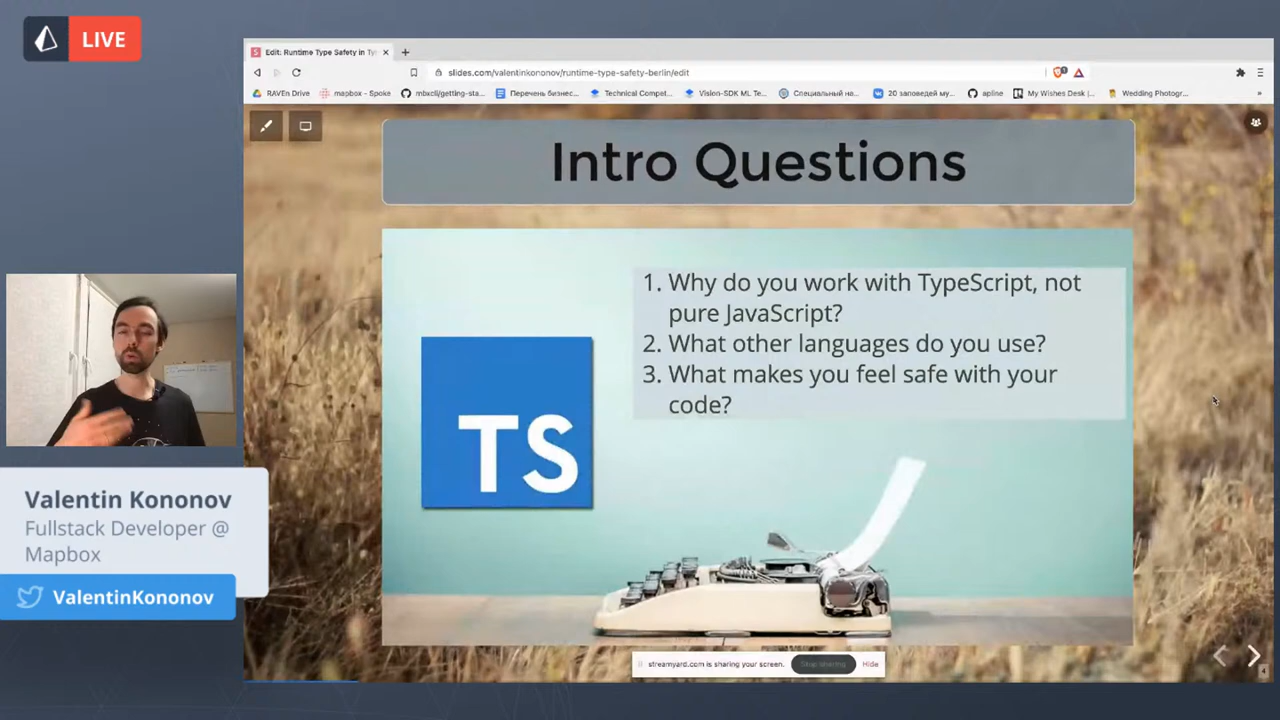 LIVE
Edit: Runtime Type Safety in Ty
slides.com/valentinkononov/runtime-type-safety-berlin/edit
1
RAVEn Drive
mapbox - Spoke
mbxcli/getting-sta...
Перечень бизнес...
Technical Compet...
Vision-SDK ML Te...
Специальный на...
20 заповедей му...
apline
My Wishes Desk |...
Wedding Photogr...
»
Intro Questions
1. Why do you work with TypeScript, not
pure JavaScript?
2. What other languages do you use?
3. What makes you feel safe with your
code?
TS
Valentin Kononov
Fullstack Developer @
Mapbox
ValentinKononov
streamyard.com is sharing your screen.
Stop sharing
Hide
4